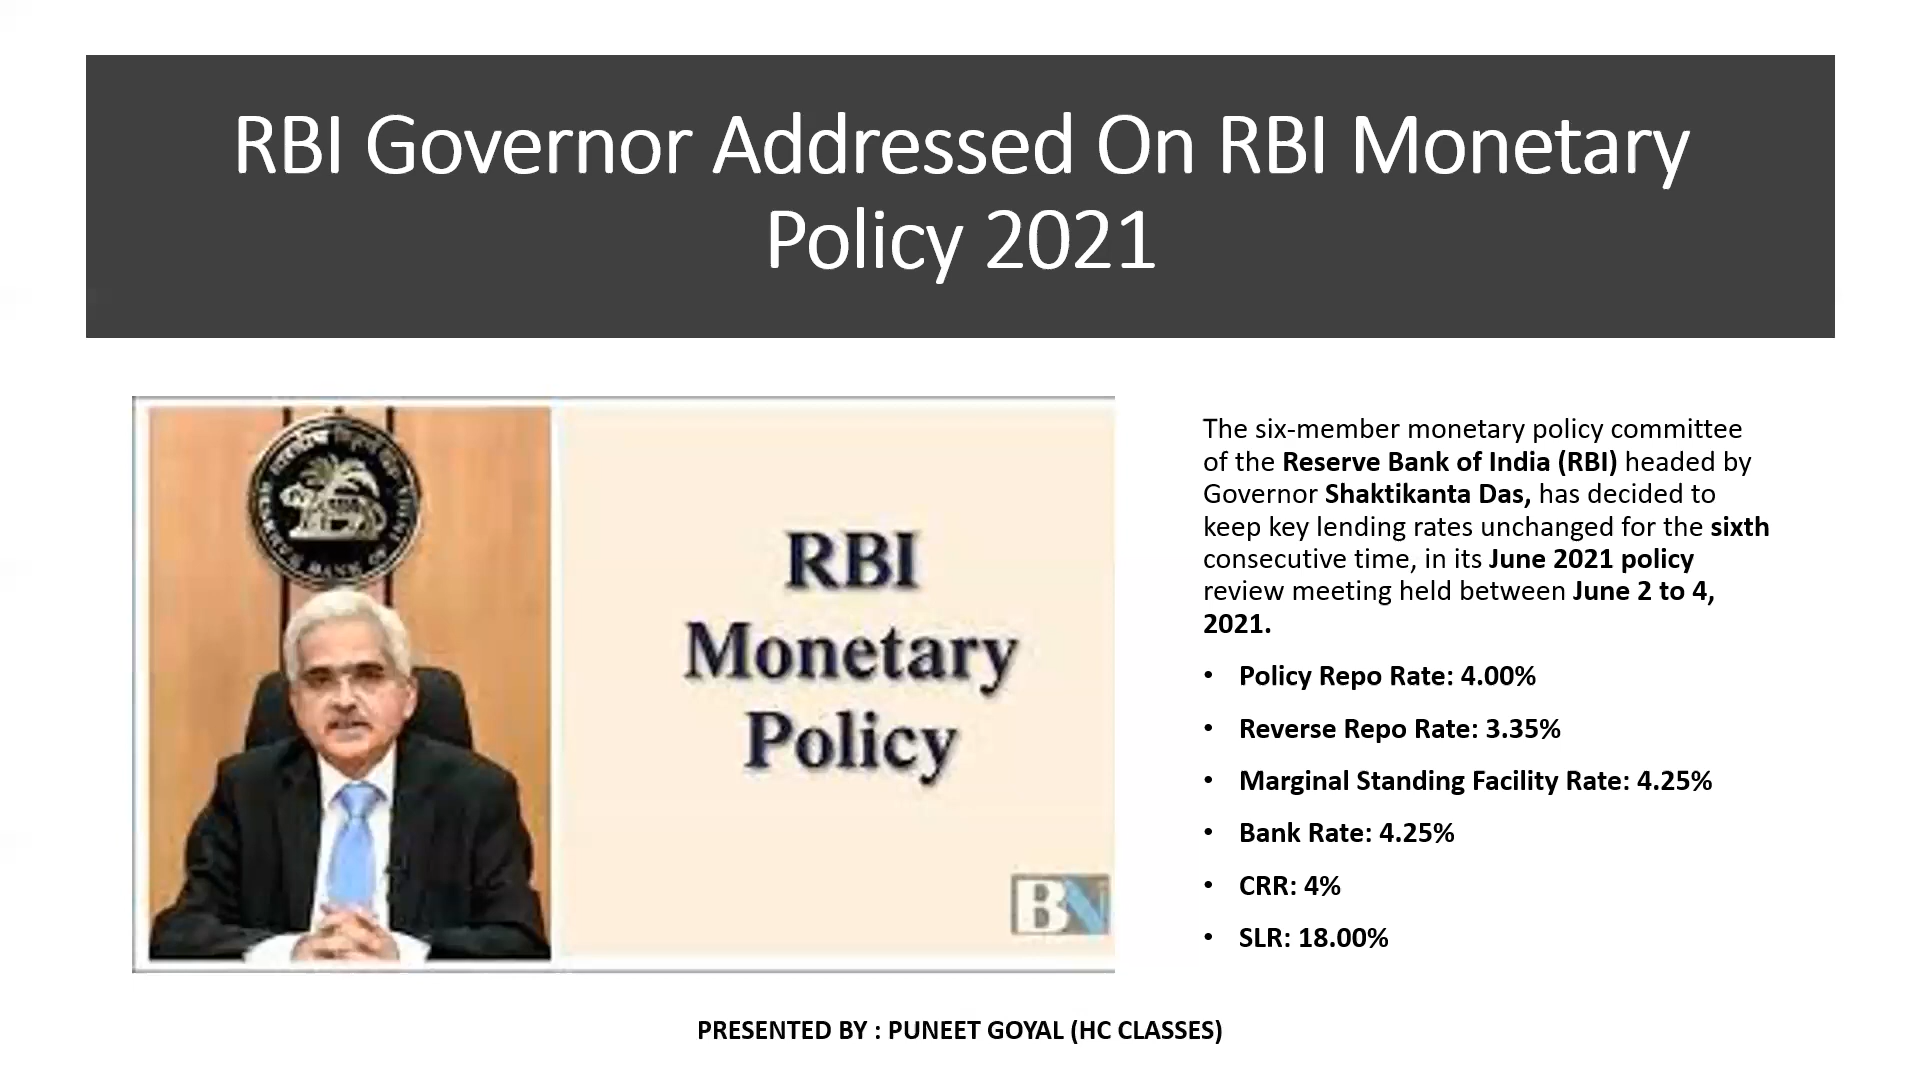 RBI Governor Addressed On RBI Monetary
Policy 2021
RBI
Monetary
Policy
BN
The six-member monetary policy committee
of the Reserve Bank of India (RBI) headed by
Governor Shaktikanta Das, has decided to
keep key lending rates unchanged for the sixth
consecutive time, in its June 2021 policy
review meeting held between June 2 to 4,
2021.
• Policy Repo Rate: 4.00%
• Reverse Repo Rate: 3.35%
• Marginal Standing Facility Rate: 4.25%
• Bank Rate: 4.25%
• CRR: 4%
• SLR: 18.00%
PRESENTED BY : PUNEET GOYAL (HC CLASSES)